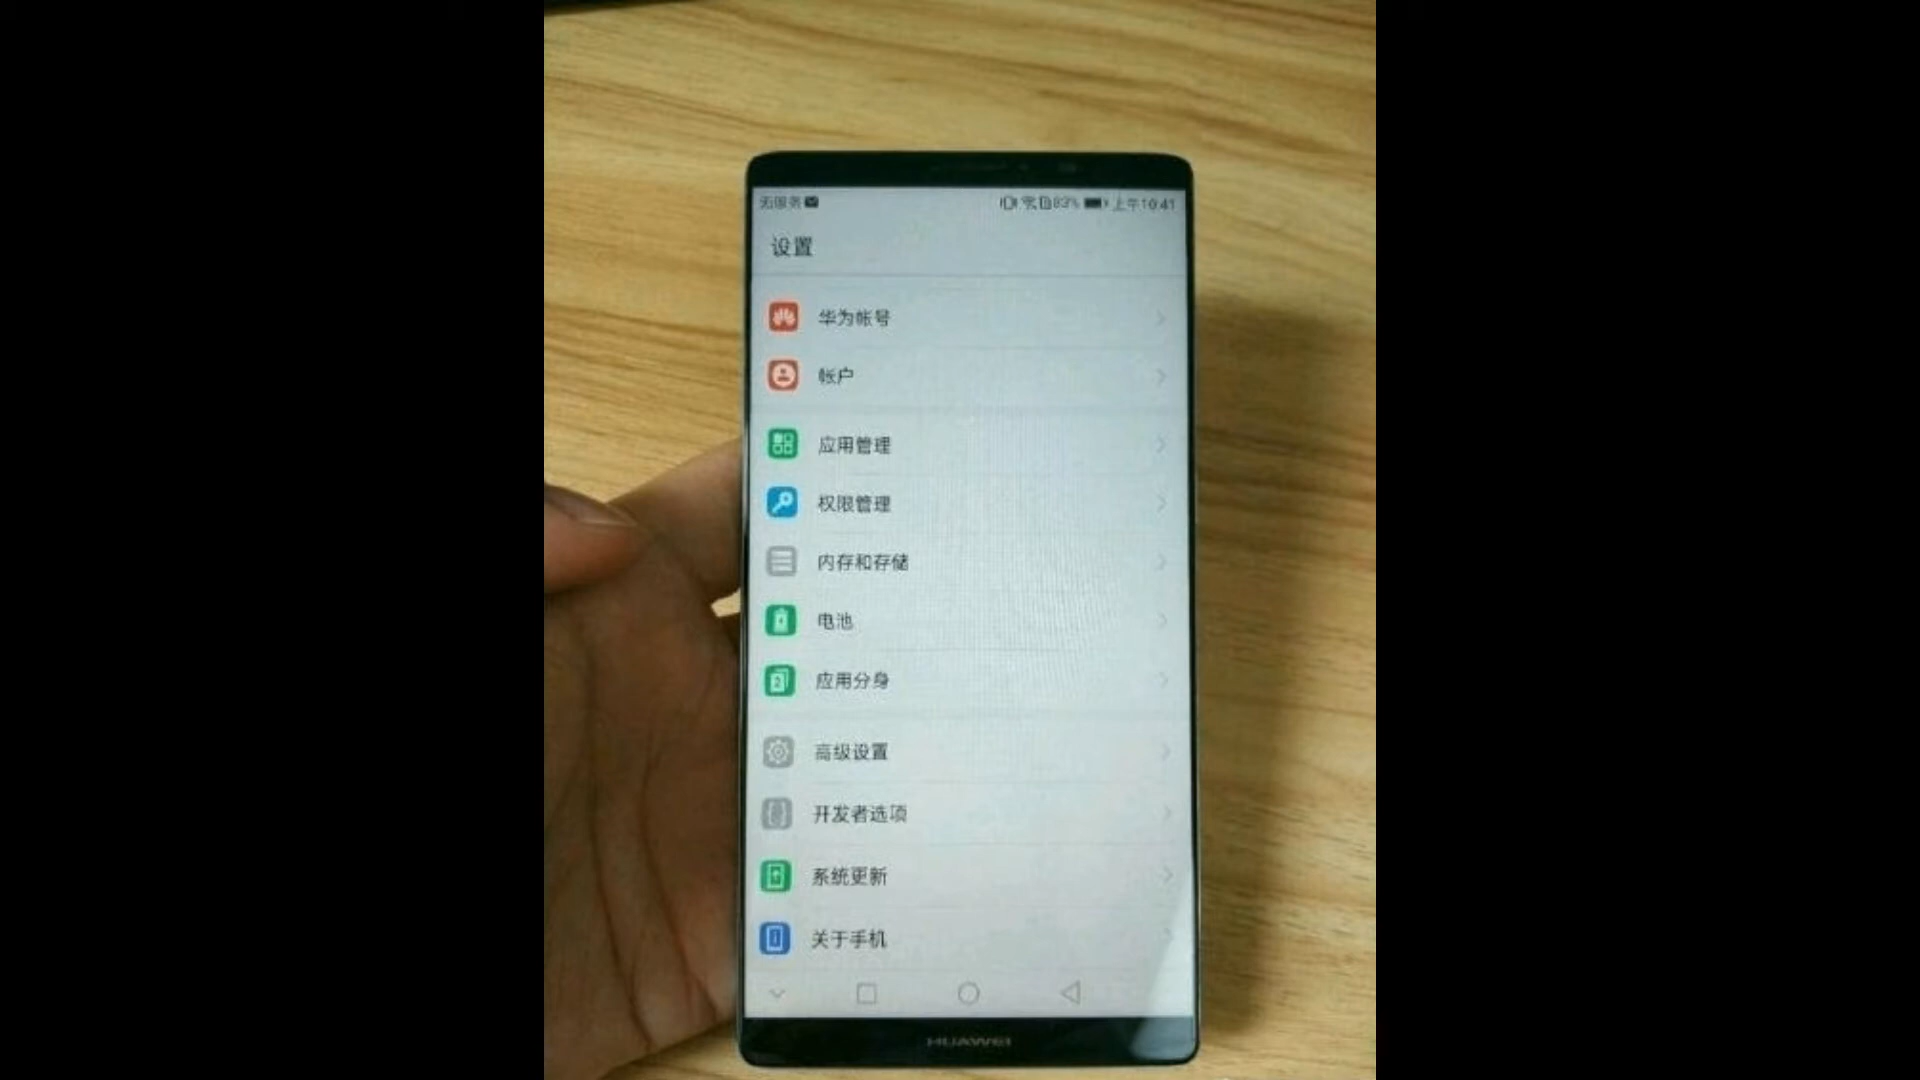 无服务 83% 上午10:41
设置
华为帐号
帐户
应用管理
权限管理
内存和存储
电池
2 应用分身
高级设置
开发者选项
系统更新
关于手机
HUAWEI